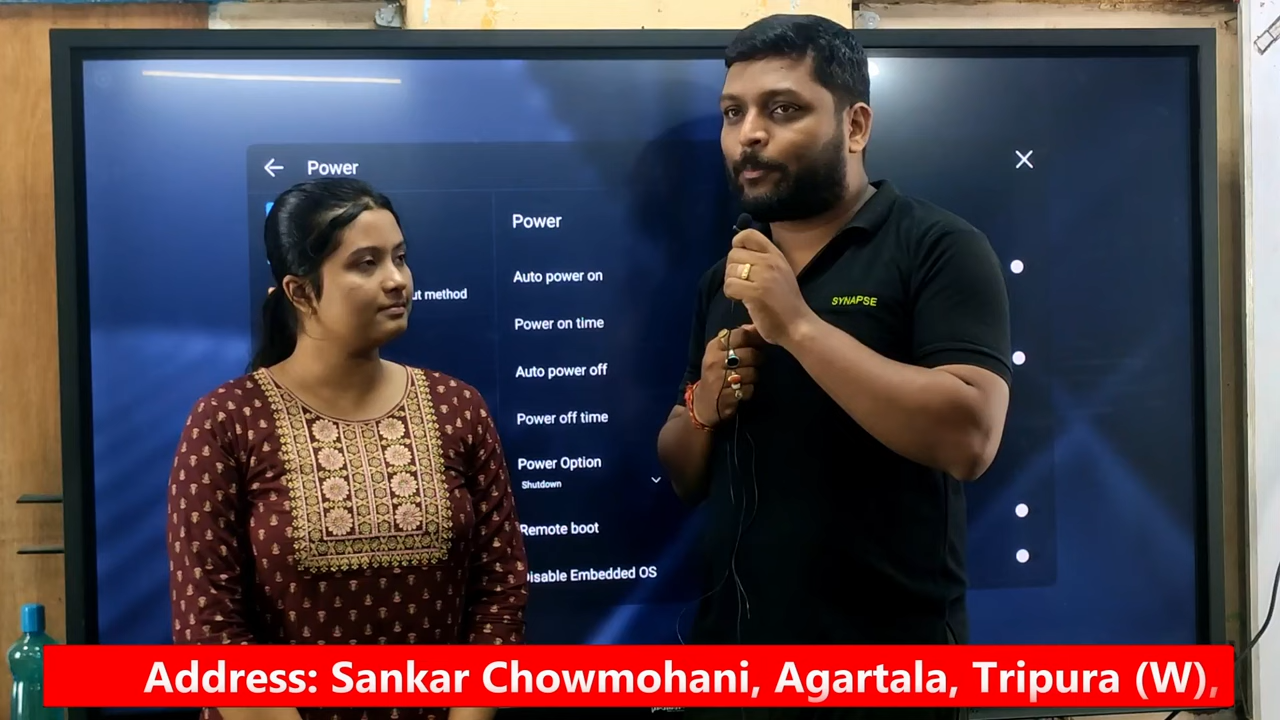 Power
Power
Auto power on
ut method
Power on time
Auto power off
Power off time
Power Option
Shutdown
Remote boot
Disable Embedded OS
SYNAPSE
Address: Sankar Chowmohani, Agartala, Tripura (W),